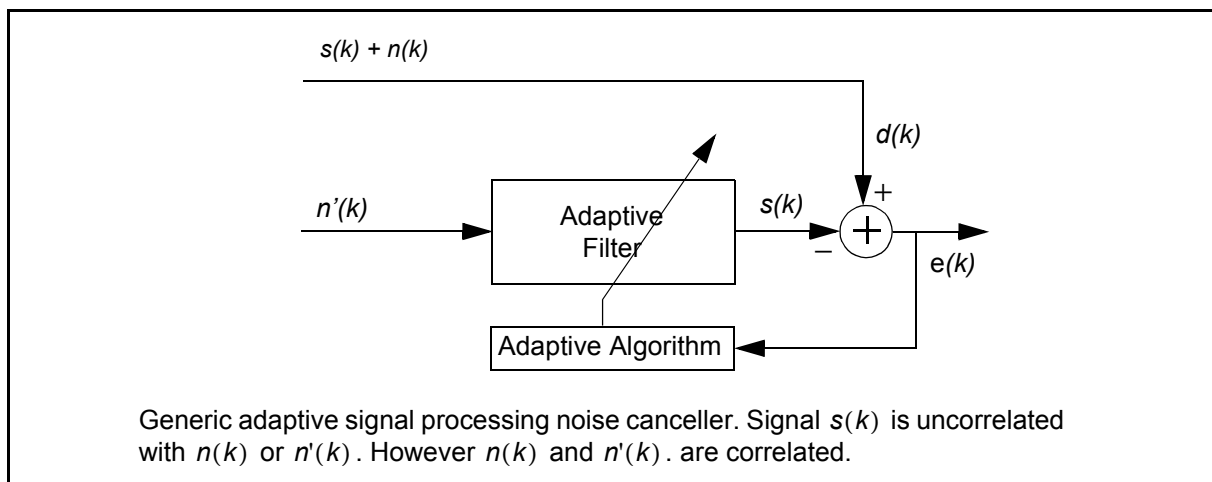 s(k) + n(k)
d(k)
+
n’(k)
Adaptive
Filter
s(k)
+
–
e(k)
Adaptive Algorithm
Generic adaptive signal processing noise canceller. Signal s(k) is uncorrelated
with n(k) or n'(k) . However n(k) and n'(k) . are correlated.